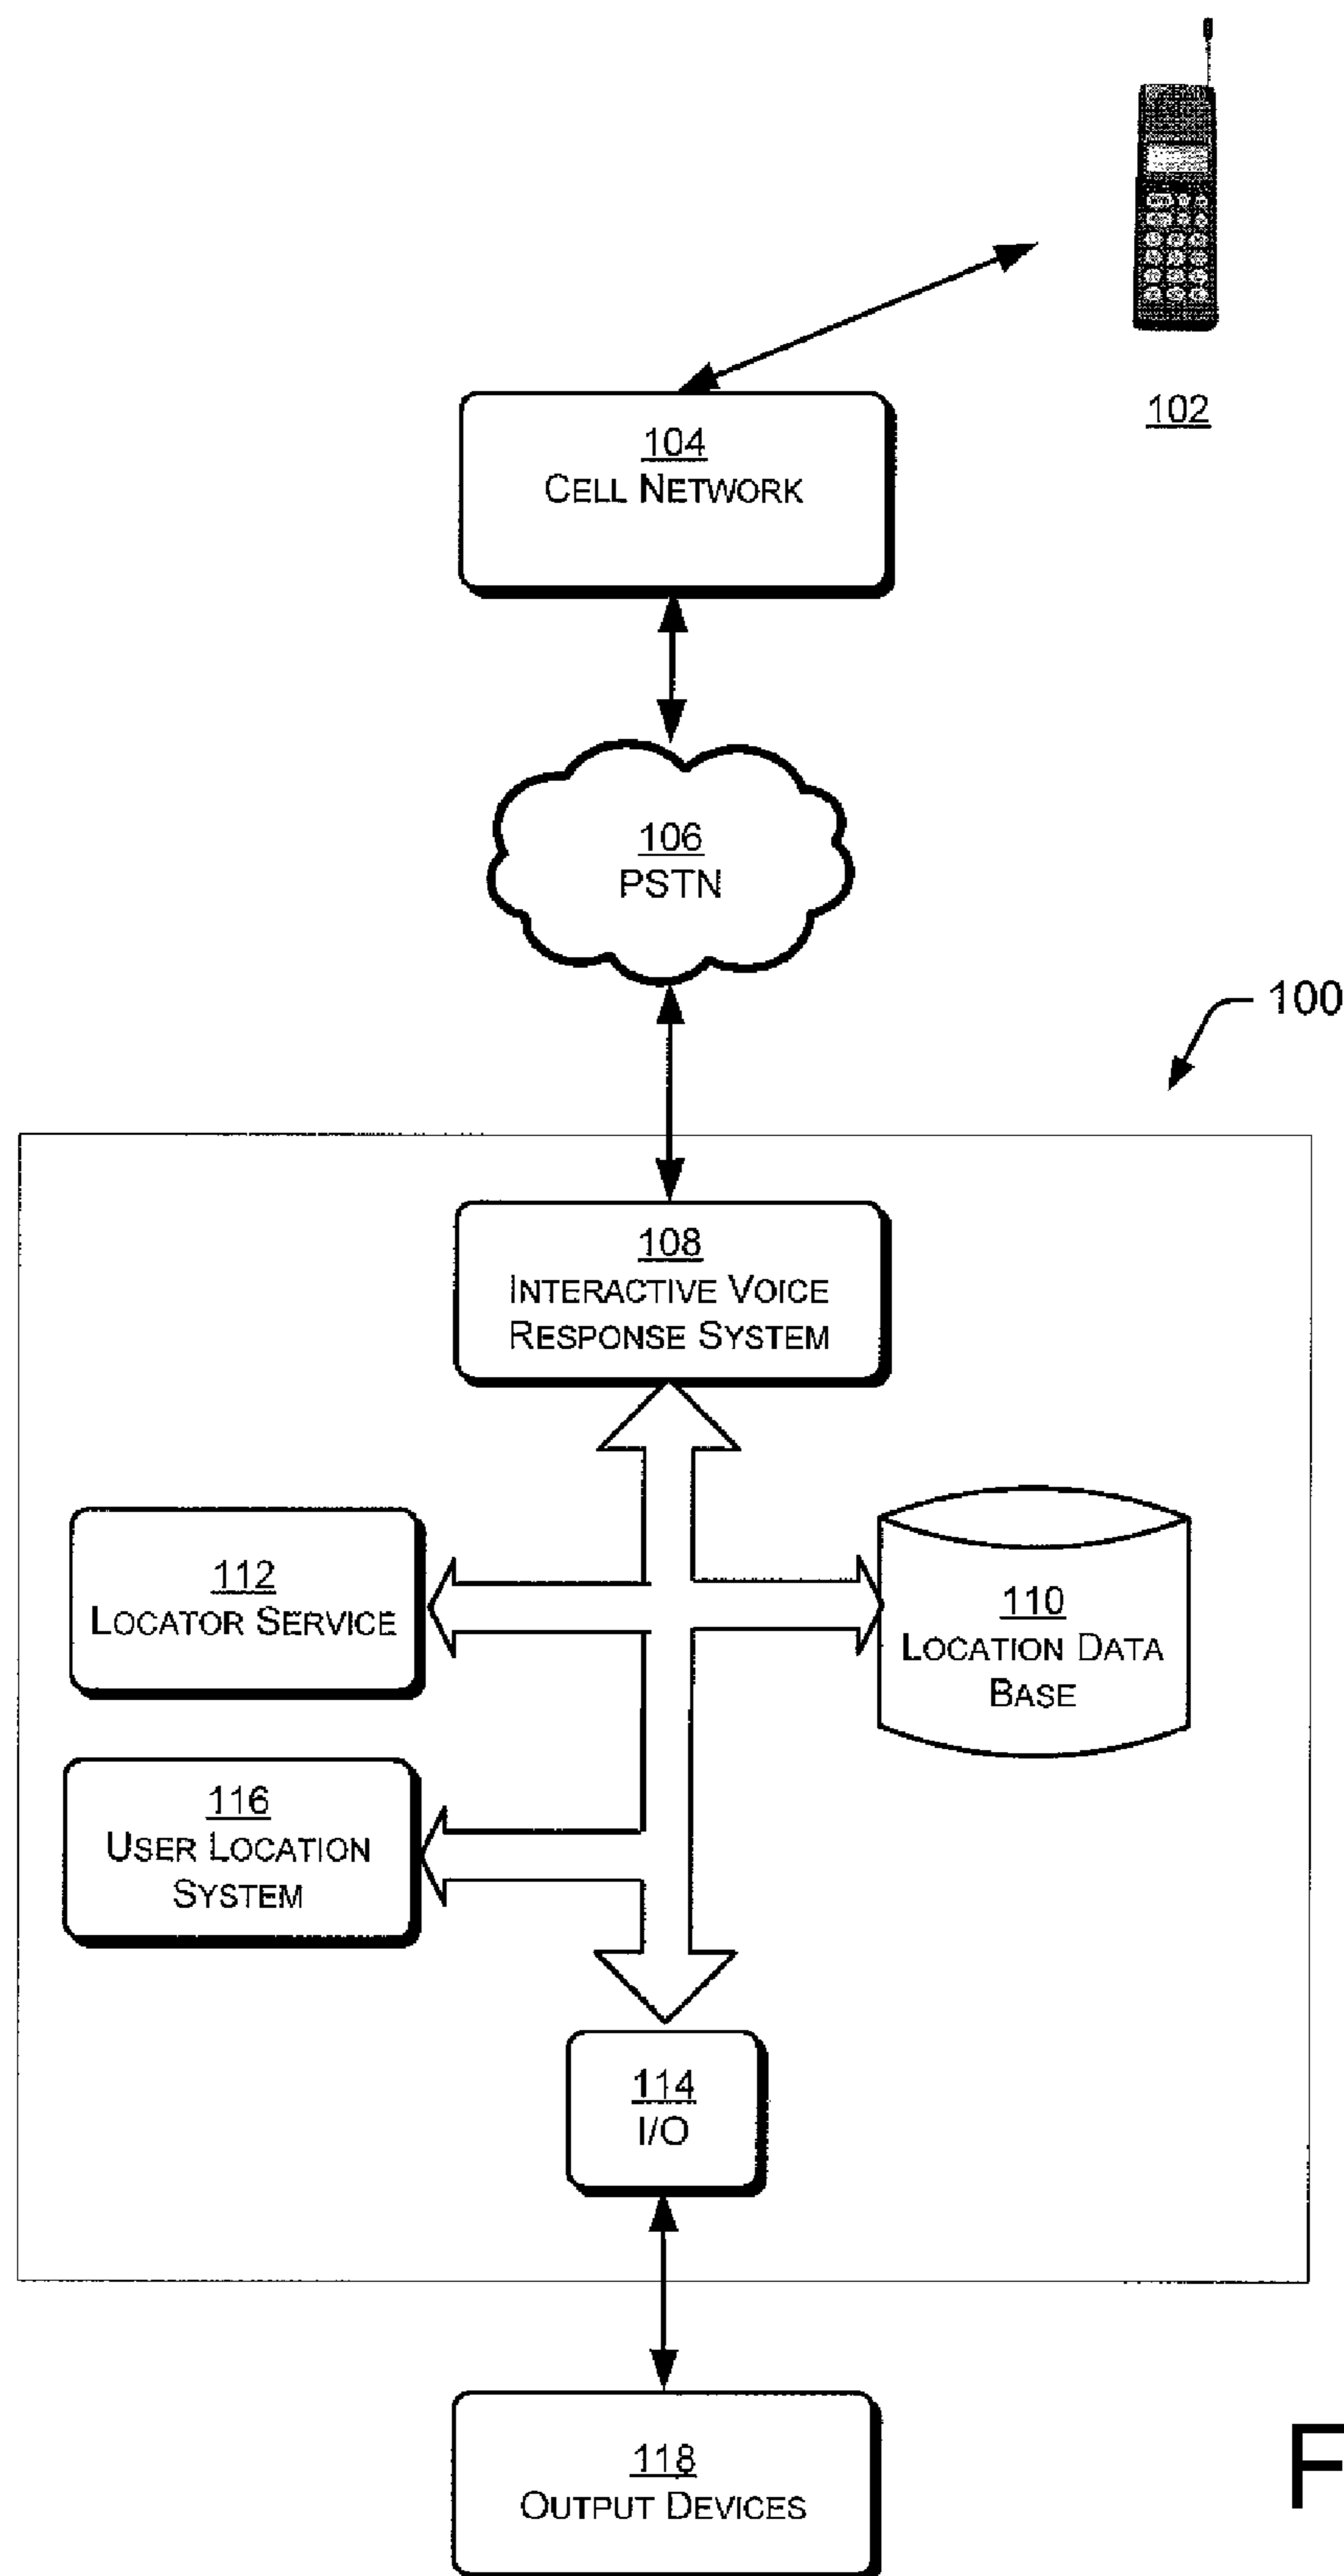 102
104
CELL NETWORK
106
PSTN
100
108
INTERACTIVE VOICE
RESPONSE SYSTEM
112
LOCATOR SERVICE
110
LOCATION DATA
BASE
116
USER LOCATION
SYSTEM
114
I/O
118
OUTPUT DEVICES
F